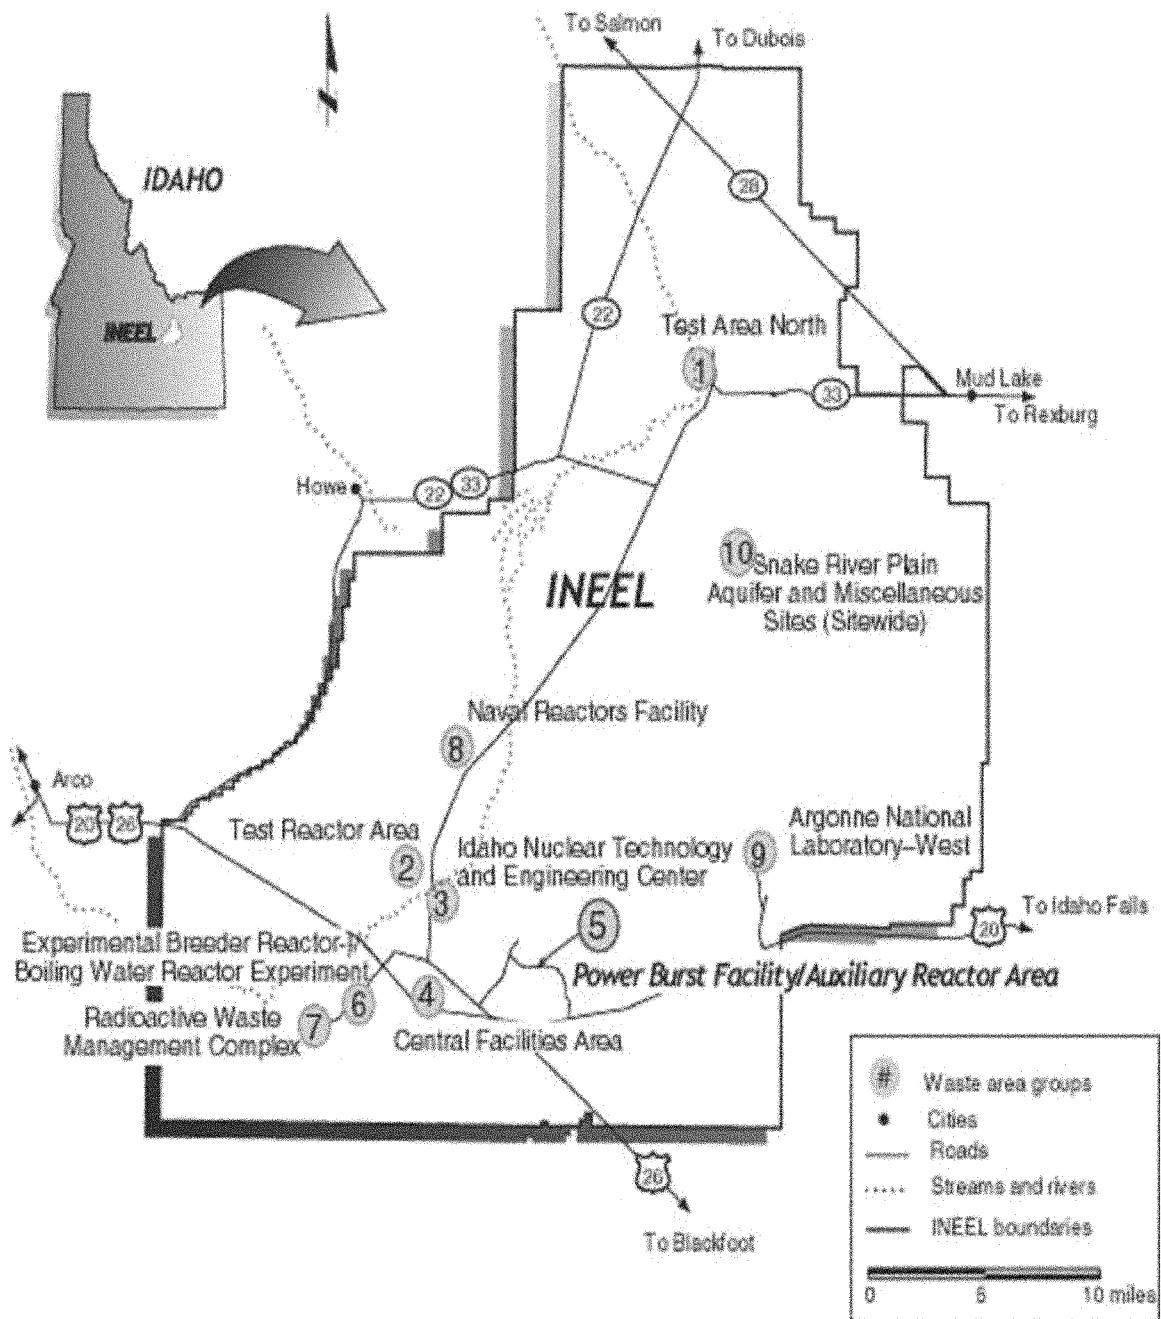 To Salmon
To Dubois
IDAHO
28
INEEL
22
Test Area North
1
Mud Lake
33
To Rexburg
Howe
22
33
10
Snake River Plain
Aquifer and Miscellaneous
Sites (Sitewide)
INEEL
Naval Reactors Facility
8
Arco
20
26
Test Reactor Area
Argonne National
Laboratory–West
9
2
Idaho Nuclear Technology
and Engineering Center
3
5
To Idaho Falls
20
Experimental Breeder Reactor-I/
Boiling Water Reactor Experiment
Power Burst Facility/Auxiliary Reactor Area
6
4
Radioactive Waste
Management Complex
7
Central Facilities Area
26
To Blackfoot
# Waste area groups
Cities
Roads
Streams and rivers
INEEL boundaries
0 5 10 miles